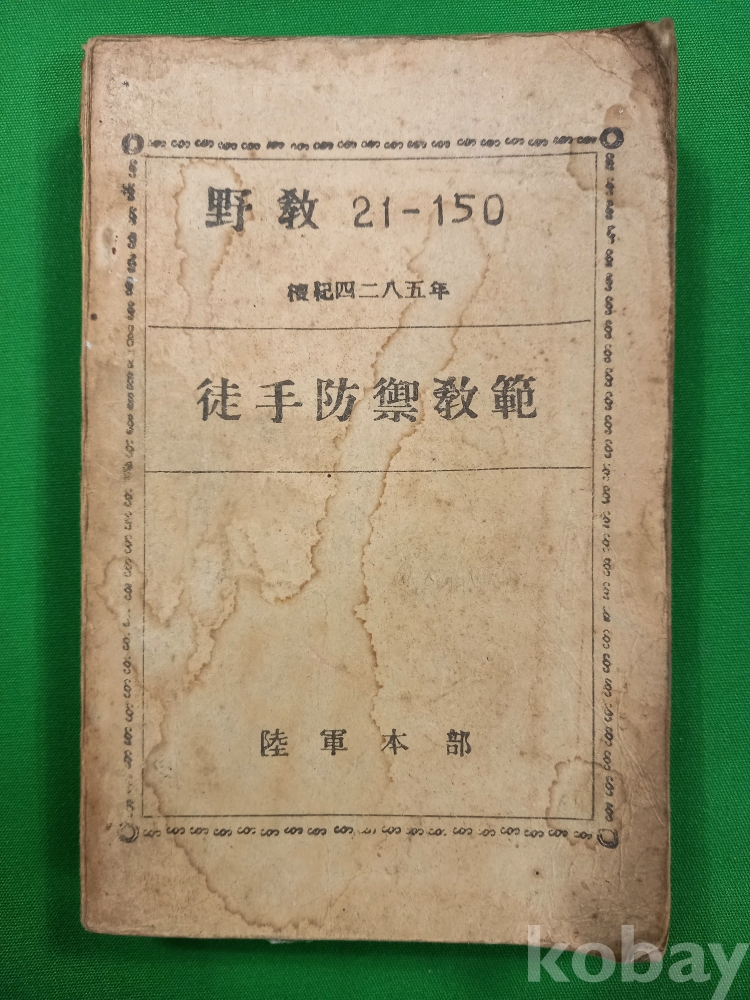 野敎 21-150
檀紀四二八五年
徒手防禦敎範
陸軍本部
kobay